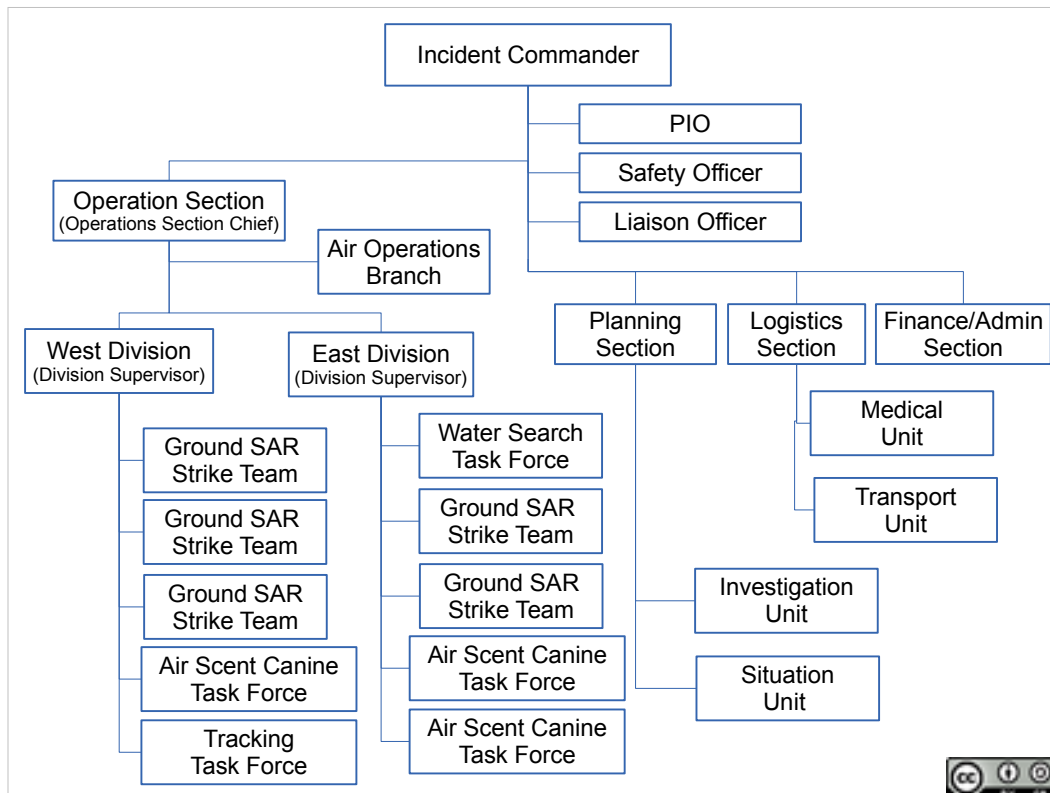 Incident Commander
PIO
Safety Officer
Liaison Officer
Operation Section
(Operations Section Chief)
Air Operations
Branch
Planning
Section
Logistics
Section
Finance/Admin
Section
West Division
(Division Supervisor)
East Division
(Division Supervisor)
Ground SAR
Strike Team
Ground SAR
Strike Team
Ground SAR
Strike Team
Air Scent Canine
Task Force
Tracking
Task Force
Water Search
Task Force
Ground SAR
Strike Team
Ground SAR
Strike Team
Air Scent Canine
Task Force
Air Scent Canine
Task Force
Medical
Unit
Transport
Unit
Investigation
Unit
Situation
Unit
cc